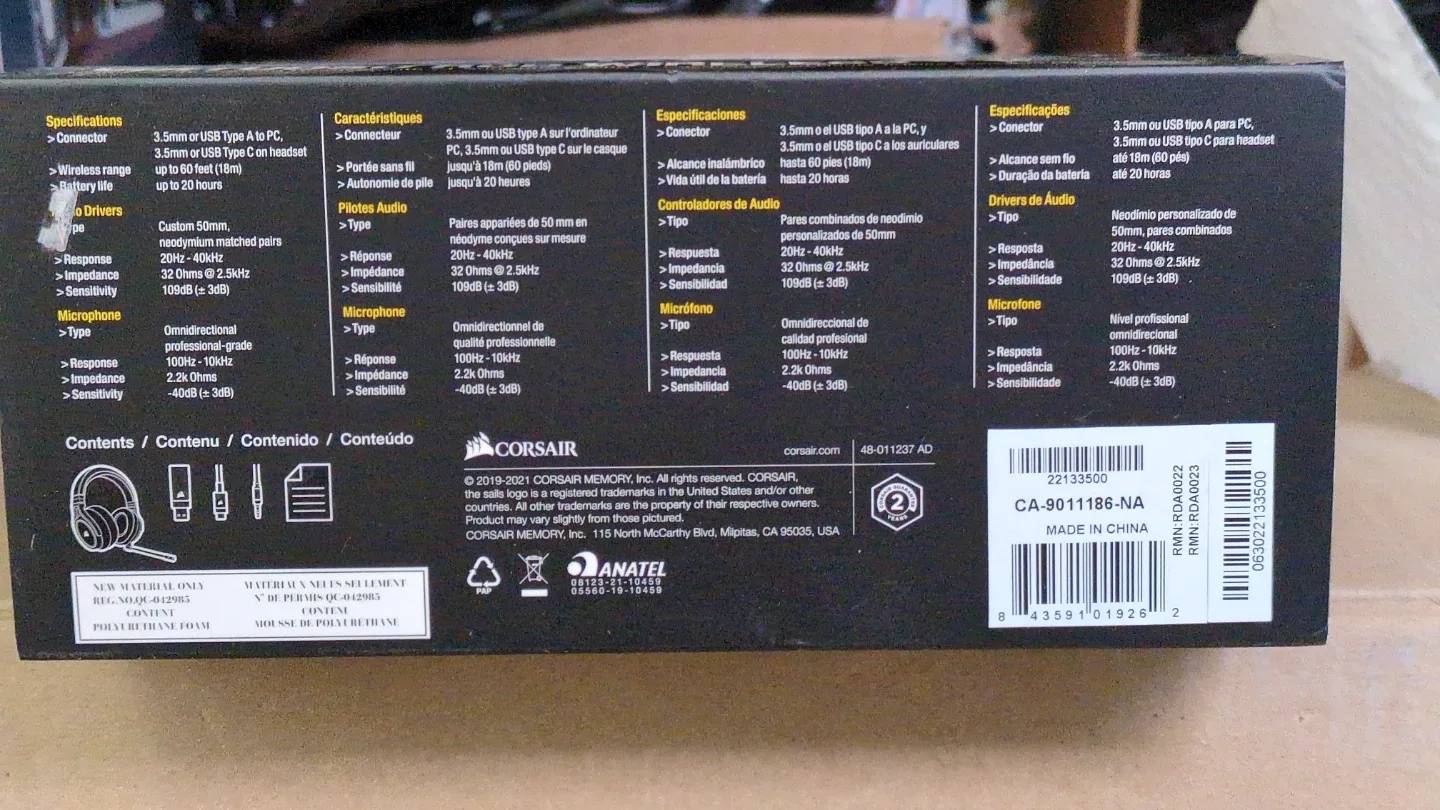 Specifications
> Connector 3.5mm or USB Type A to PC,
3.5mm or USB Type C on headset
> Wireless range up to 60 feet (18m)
> Battery life up to 20 hours
Drivers
Custom 50mm,
neodymium matched pairs
> Response 20Hz - 40kHz
> Impedance 32 Ohms @ 2.5kHz
> Sensitivity 109dB (± 3dB)
Microphone
> Type Omnidirectional
professional-grade
> Response 100Hz - 10kHz
> Impedance 2.2k Ohms
> Sensitivity -40dB (± 3dB)
Caractéristiques
> Connecteur 3.5mm ou USB type A sur l'ordinateur
PC, 3.5mm ou USB type C sur le casque
> Portée sans fil jusqu'à 18m (60 pieds)
> Autonomie de pile jusqu'à 20 heures
Pilotes Audio
> Type Paires appariées de 50 mm en
néodyme conçues sur mesure
> Réponse 20Hz - 40kHz
> Impédance 32 Ohms @ 2.5kHz
> Sensibilité 109dB (± 3dB)
Microphone
> Type Omnidirectionnel de
qualité professionnelle
> Réponse 100Hz - 10kHz
> Impédance 2.2k Ohms
> Sensibilité -40dB (± 3dB)
Especificaciones
> Conector 3.5mm o el USB tipo A a la PC, y
3.5mm o el USB tipo C a los auriculares
> Alcance inalámbrico hasta 60 pies (18m)
> Vida útil de la batería hasta 20 horas
Controladores de Audio
> Tipo Pares combinados de neodimio
personalizados de 50mm
> Respuesta 20Hz - 40kHz
> Impedancia 32 Ohms @ 2.5kHz
> Sensibilidad 109dB (± 3dB)
Micrófono
> Tipo Omnidireccional de
calidad profesional
> Respuesta 100Hz - 10kHz
> Impedancia 2.2k Ohms
> Sensibilidad -40dB (± 3dB)
Especificações
> Conector 3.5mm ou USB tipo A para PC,
3.5mm ou USB tipo C para headset
> Alcance sem fio até 18m (60 pés)
> Duração da bateria até 20 horas
Drivers de Áudio
> Tipo Neodímio personalizado de
50mm, pares combinados
> Resposta 20Hz - 40kHz
> Impedância 32 Ohms @ 2.5kHz
> Sensibilidade 109dB (± 3dB)
Microfone
> Tipo Nível profissional
omnidirecional
> Resposta 100Hz - 10kHz
> Impedância 2.2k Ohms
> Sensibilidade -40dB (± 3dB)
Contents / Contenu / Contenido / Conteúdo
NEW MATERIAL ONLY
REG.NO.QC-042985
CONTENT
POLYURETHANE FOAM
MATERIAUX NEUFS SEULEMENT
N° DE PERMIS QC-042985
CONTENU
MOUSSE DE POLYURETHANE
CORSAIR
corsair.com
48-011237 AD
© 2019-2021 CORSAIR MEMORY, Inc. All rights reserved. CORSAIR,
the sails logo is a registered trademarks in the United States and/or other
countries. All other trademarks are the property of their respective owners.
Product may vary slightly from those pictured.
CORSAIR MEMORY, Inc. 115 North McCarthy Blvd, Milpitas, CA 95035, USA
2
YEARS
PAP
ANATEL
08123-21-10459
05560-19-10459
22133500
CA-9011186-NA
MADE IN CHINA
8 43591 01926 2
RMN:RDA0022
RMN:RDA0023
063022133500